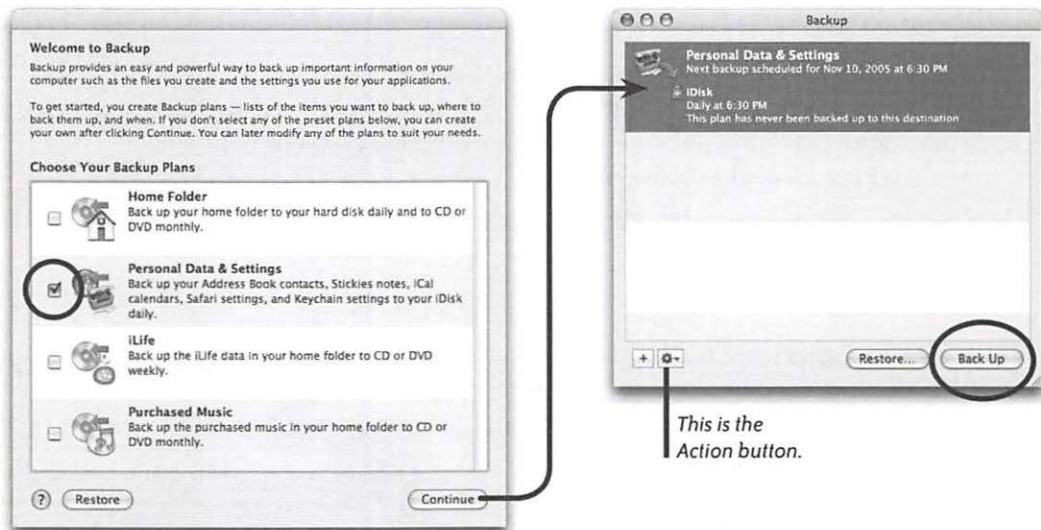 Welcome to Backup
Backup provides an easy and powerful way to back up important information on your
computer such as the files you create and the settings you use for your applications.
To get started, you create Backup plans — lists of the items you want to back up, where to
back them up, and when. If you don't select any of the preset plans below, you can create
your own after clicking Continue. You can later modify any of the plans to suit your needs.
Choose Your Backup Plans
Home Folder
Back up your home folder to your hard disk daily and to CD or
DVD monthly.
Personal Data & Settings
Back up your Address Book contacts, Stickies notes, iCal
calendars, Safari settings, and Keychain settings to your iDisk
daily.
iLife
Back up the iLife data in your home folder to CD or DVD
weekly.
Purchased Music
Back up the purchased music in your home folder to CD or
DVD monthly.
? Restore Continue
Backup
Personal Data & Settings
Next backup scheduled for Nov 10, 2005 at 6:30 PM
iDisk
Daily at 6:30 PM
This plan has never been backed up to this destination
+ Restore... Back Up
This is the
Action button.